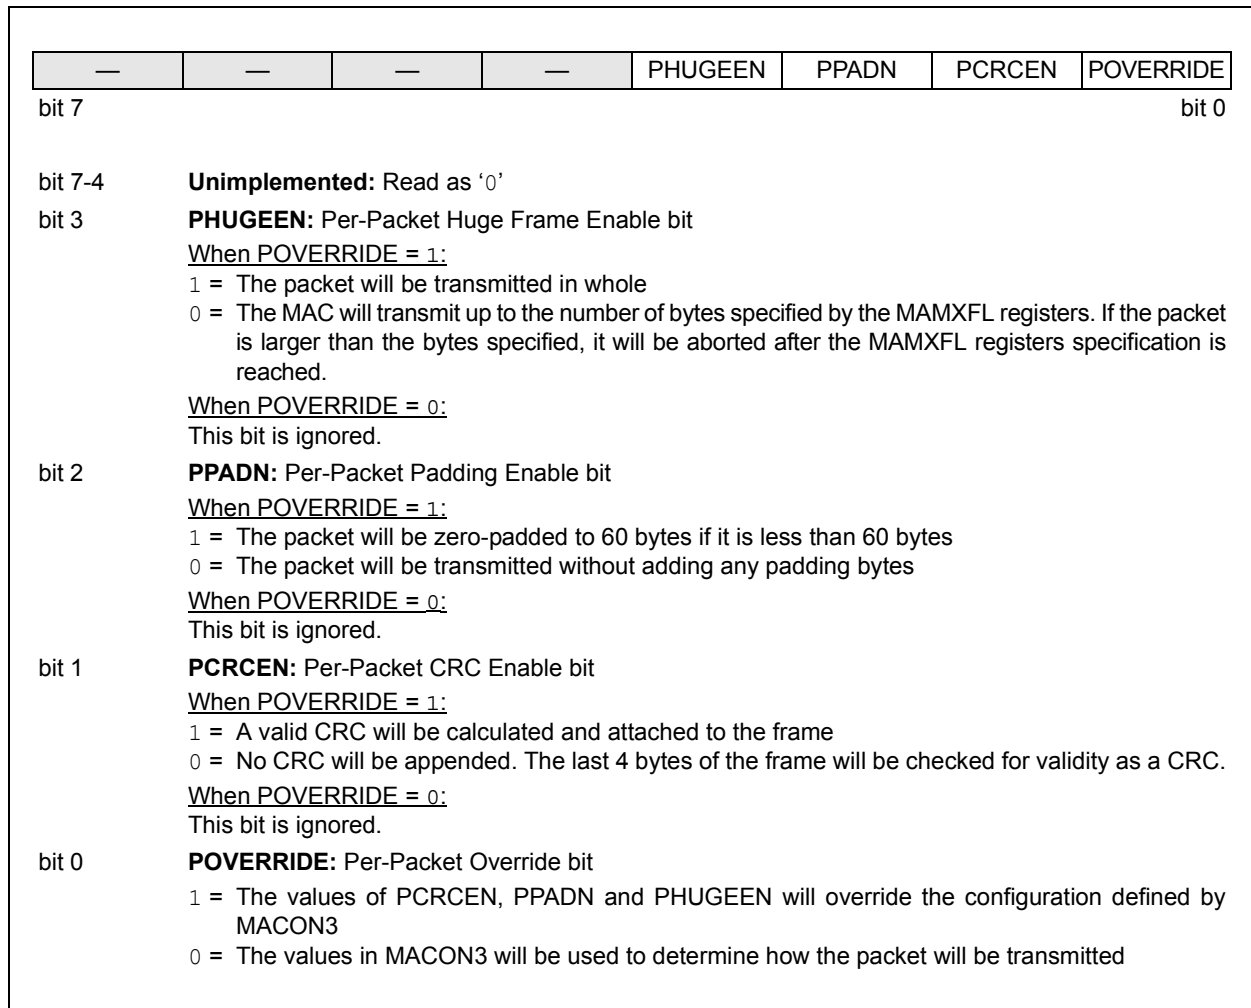 — — — — PHUGEEN PPADN PCRCEN POVERRIDE
bit 7 bit 0
bit 7-4 Unimplemented: Read as ‘0’
bit 3 PHUGEEN: Per-Packet Huge Frame Enable bit
When POVERRIDE = 1:
1 = The packet will be transmitted in whole
0 = The MAC will transmit up to the number of bytes specified by the MAMXFL registers. If the packet
is larger than the bytes specified, it will be aborted after the MAMXFL registers specification is
reached.
When POVERRIDE = 0:
This bit is ignored.
bit 2 PPADN: Per-Packet Padding Enable bit
When POVERRIDE = 1:
1 = The packet will be zero-padded to 60 bytes if it is less than 60 bytes
0 = The packet will be transmitted without adding any padding bytes
When POVERRIDE = 0:
This bit is ignored.
bit 1 PCRCEN: Per-Packet CRC Enable bit
When POVERRIDE = 1:
1 = A valid CRC will be calculated and attached to the frame
0 = No CRC will be appended. The last 4 bytes of the frame will be checked for validity as a CRC.
When POVERRIDE = 0:
This bit is ignored.
bit 0 POVERRIDE: Per-Packet Override bit
1 = The values of PCRCEN, PPADN and PHUGEEN will override the configuration defined by
MACON3
0 = The values in MACON3 will be used to determine how the packet will be transmitted